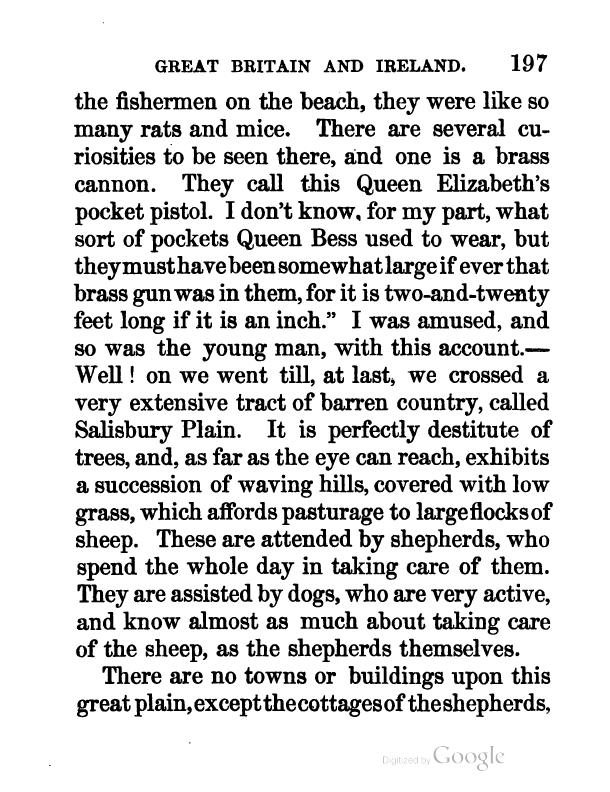 GREAT BRITAIN AND IRELAND. 197
the fishermen on the beach, they were like so
many rats and mice. There are several cu-
riosities to be seen there, and one is a brass
cannon. They call this Queen Elizabeth's
pocket pistol. I don't know, for my part, what
sort of pockets Queen Bess used to wear, but
they must have been somewhat large if ever that
brass gun was in them, for it is two-and-twenty
feet long if it is an inch.” I was amused, and
so was the young man, with this account.—
Well! on we went till, at last, we crossed a
very extensive tract of barren country, called
Salisbury Plain. It is perfectly destitute of
trees, and, as far as the eye can reach, exhibits
a succession of waving hills, covered with low
grass, which affords pasturage to large flocks of
sheep. These are attended by shepherds, who
spend the whole day in taking care of them.
They are assisted by dogs, who are very active,
and know almost as much about taking care
of the sheep, as the shepherds themselves.
There are no towns or buildings upon this
great plain, except the cottages of the shepherds,
Digitized by Google